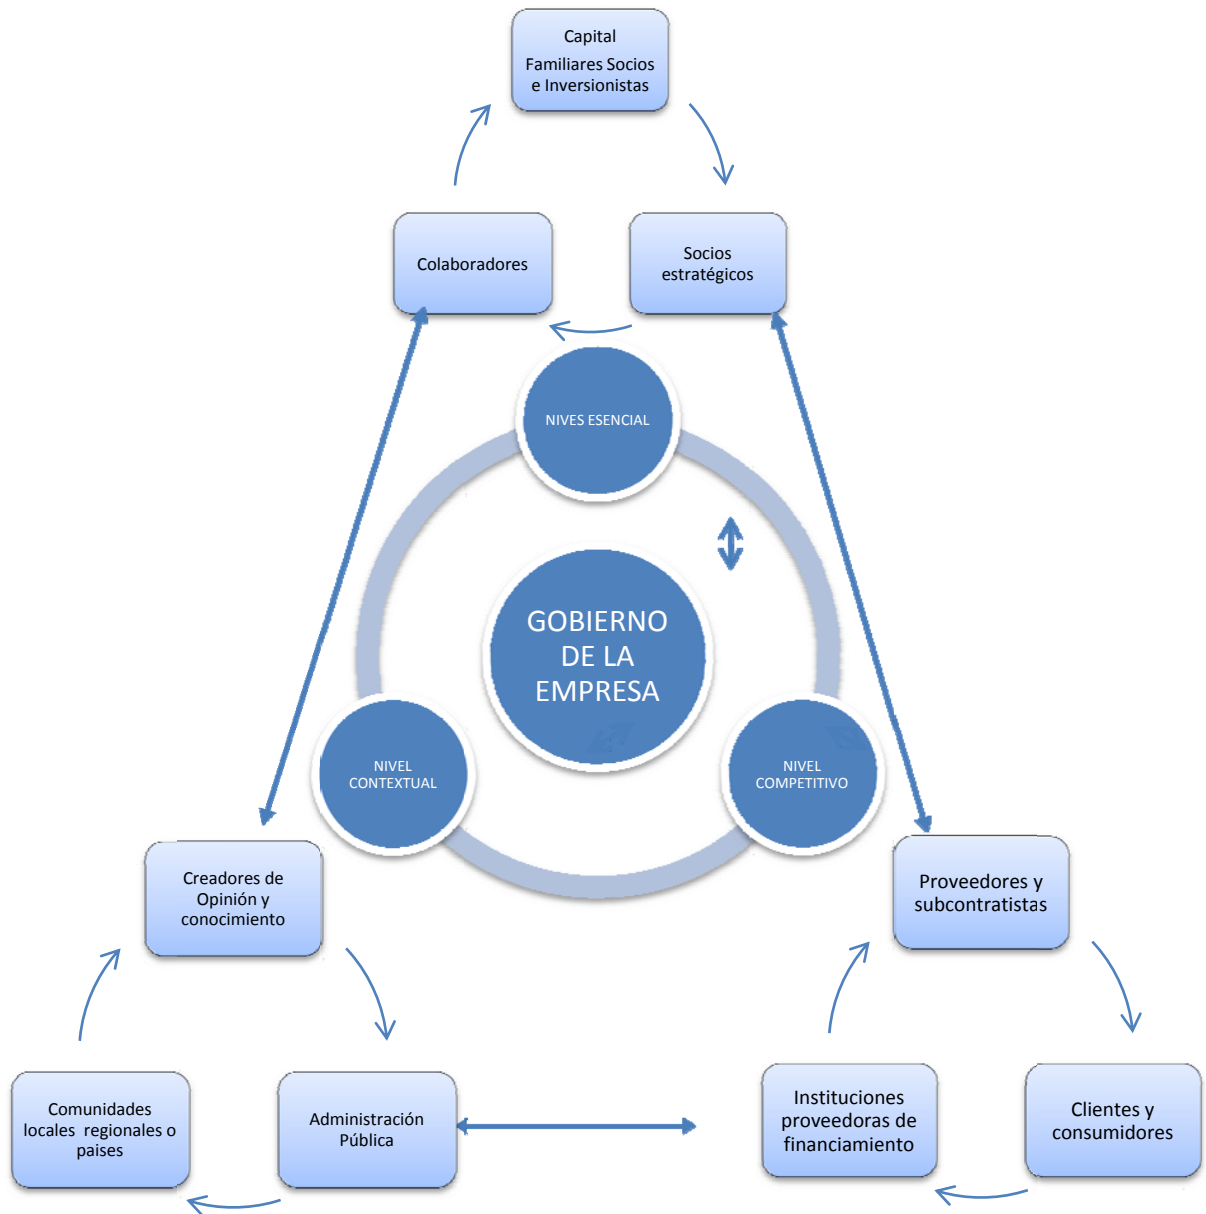 Capital
Familiares Socios
e Inversionistas
Colaboradores
Socios
estratégicos
NIVES ESENCIAL
GOBIERNO
DE LA
EMPRESA
NIVEL
CONTEXTUAL
NIVEL
COMPETITIVO
Creadores de
Opinión y
conocimiento
Proveedores y
subcontratistas
Comunidades
locales regionales o
paises
Administración
Pública
Instituciones
proveedoras de
financiamiento
Clientes y
consumidores